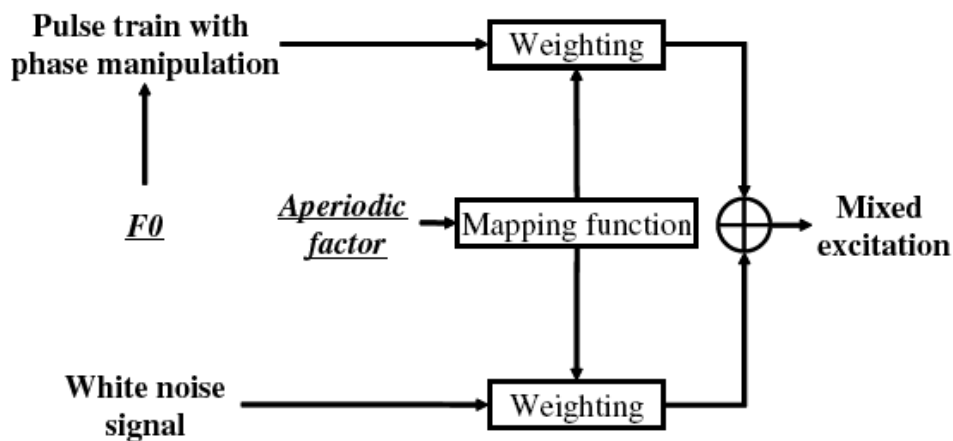 Pulse train with
phase manipulation
Weighting
F0
Aperiodic
factor
Mapping function
Mixed
excitation
White noise
signal
Weighting